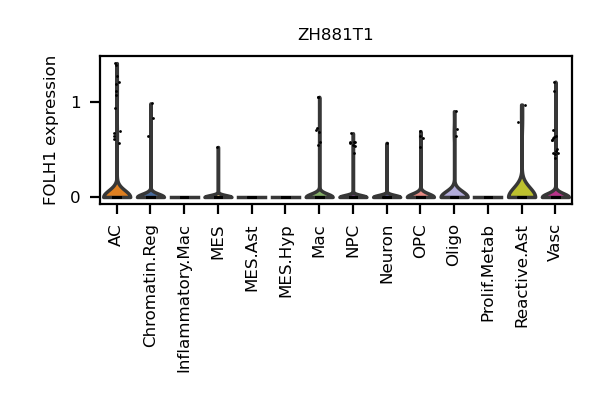 ZH881T1
FOLH1 expression
1
0
AC
Chromatin.Reg
Inflammatory.Mac
MES
MES.Ast
MES.Hyp
Mac
NPC
Neuron
OPC
Oligo
Prolif.Metab
Reactive.Ast
Vasc